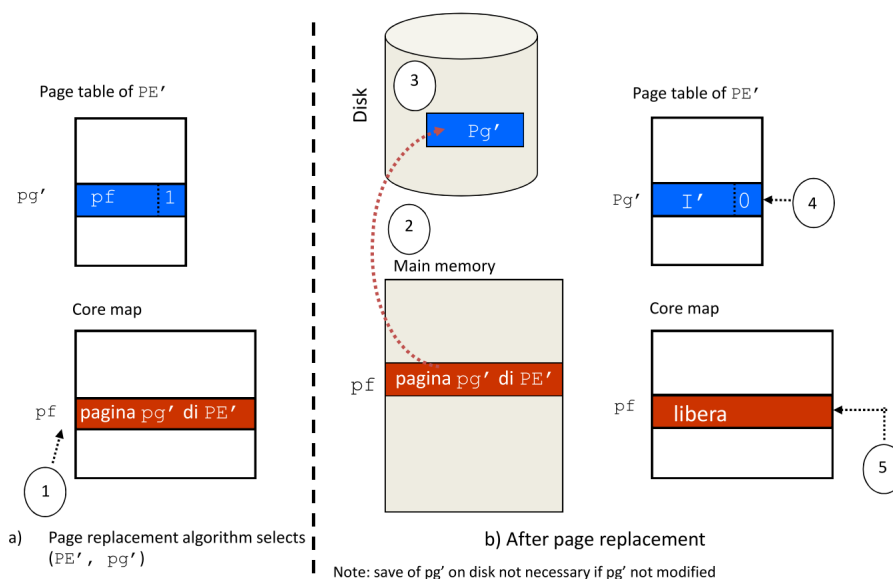 Page table of PE'
pg'
pf 1
Core map
pf
pagina pg' di PE'
1
a) Page replacement algorithm selects
(PE', pg')
Disk
3
Pg'
2
Main memory
pf
pagina pg' di PE'
Page table of PE'
Pg'
I' 0
4
Core map
pf
libera
5
b) After page replacement
Note: save of pg' on disk not necessary if pg' not modified